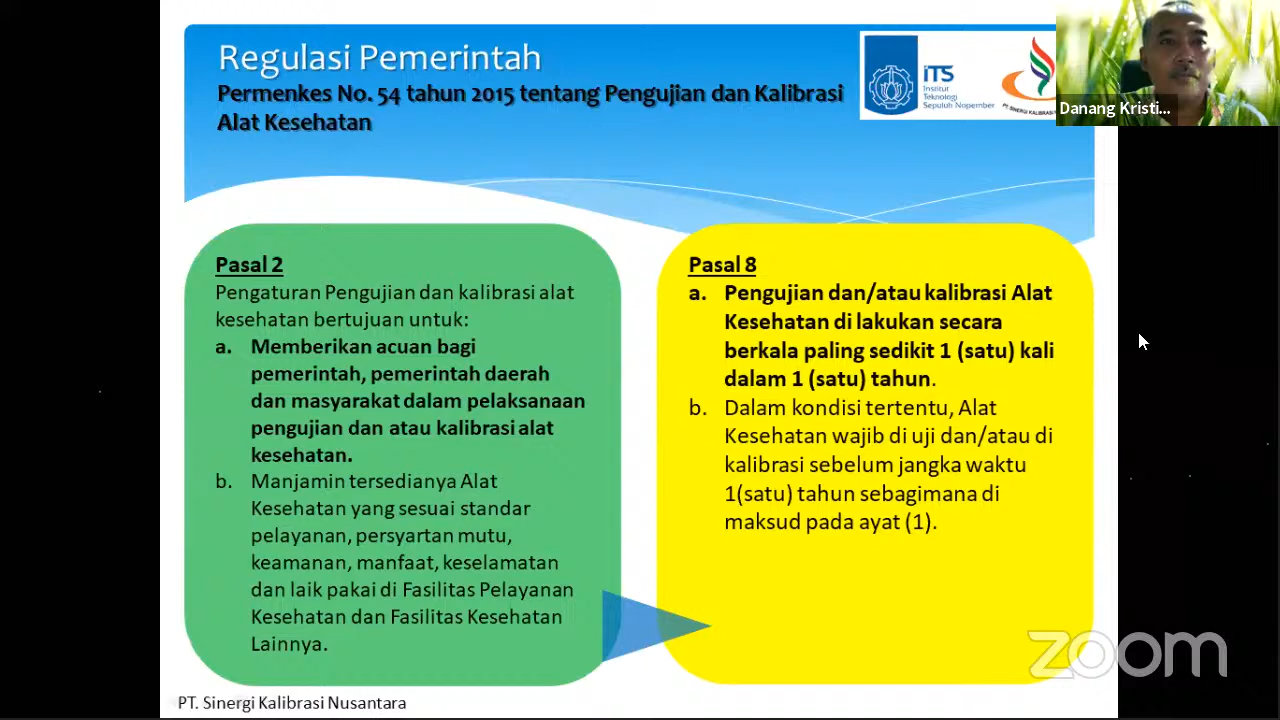 Regulasi Pemerintah
Permenkes No. 54 tahun 2015 tentang Pengujian dan Kalibrasi
Alat Kesehatan
iTS
Institut
Teknologi
Sepuluh Nopember
PT. SINERGI KALIBRASI
Danang Kristi...
Pasal 2
Pengaturan Pengujian dan kalibrasi alat
kesehatan bertujuan untuk:
a. Memberikan acuan bagi
pemerintah, pemerintah daerah
dan masyarakat dalam pelaksanaan
pengujian dan atau kalibrasi alat
kesehatan.
b. Manjamin tersedianya Alat
Kesehatan yang sesuai standar
pelayanan, persyartan mutu,
keamanan, manfaat, keselamatan
dan laik pakai di Fasilitas Pelayanan
Kesehatan dan Fasilitas Kesehatan
Lainnya.
Pasal 8
a. Pengujian dan/atau kalibrasi Alat
Kesehatan di lakukan secara
berkala paling sedikit 1 (satu) kali
dalam 1 (satu) tahun.
b. Dalam kondisi tertentu, Alat
Kesehatan wajib di uji dan/atau di
kalibrasi sebelum jangka waktu
1(satu) tahun sebagimana di
maksud pada ayat (1).
zoom
PT. Sinergi Kalibrasi Nusantara